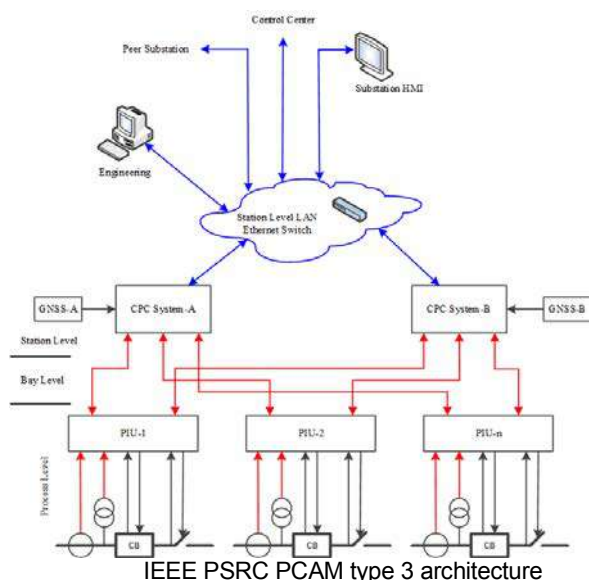 Control Center
Peer Substation
Substation HMI
Engineering
Station Level LAN
Ethernet Switch
GNSS-A
CPC System-A
CPC System-B
GNSS-B
Station Level
Bay Level
PIU-1
PIU-2
PIU-n
Process Level
CB
CB
CB
IEEE PSRC PCAM type 3 architecture